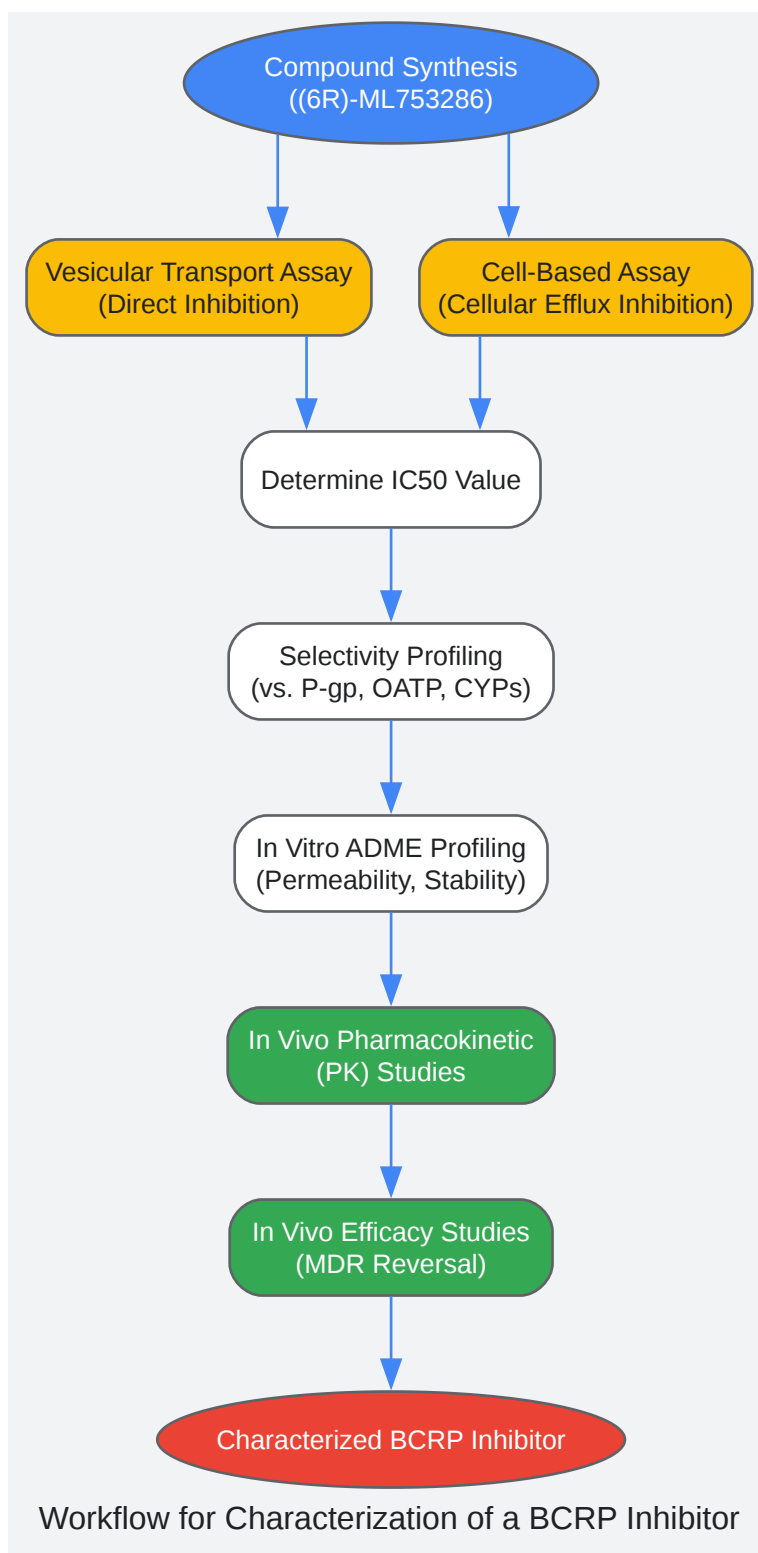 Compound Synthesis
((6R)-ML753286)
Vesicular Transport Assay
(Direct Inhibition)
Cell-Based Assay
(Cellular Efflux Inhibition)
Determine IC50 Value
Selectivity Profiling
(vs. P-gp, OATP, CYPs)
In Vitro ADME Profiling
(Permeability, Stability)
In Vivo Pharmacokinetic
(PK) Studies
In Vivo Efficacy Studies
(MDR Reversal)
Characterized BCRP Inhibitor
Workflow for Characterization of a BCRP Inhibitor